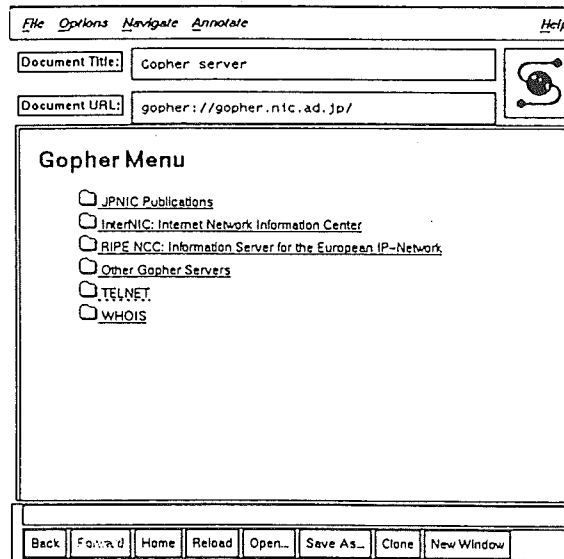 File Options Navigate Annotate Help
Document Title: Gopher server
Document URL: gopher://gopher.nic.ad.jp/
Gopher Menu
JPNIC Publications
InterNIC: Internet Network Information Center
RIPE NCC: Information Server for the European IP-Network
Other Gopher Servers
TELNET
WHOIS
Back Forward Home Reload Open... Save As... Clone New Window